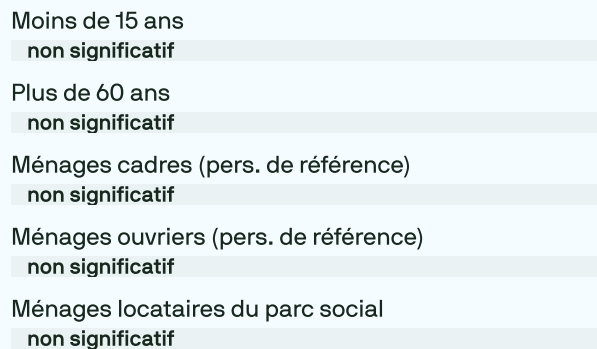 Moins de 15 ans
non significatif
Plus de 60 ans
non significatif
Ménages cadres (pers. de référence)
non significatif
Ménages ouvriers (pers. de référence)
non significatif
Ménages locataires du parc social
non significatif